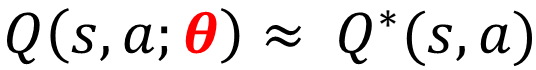 Q(s, a; θ) ≈ Q*(s, a)